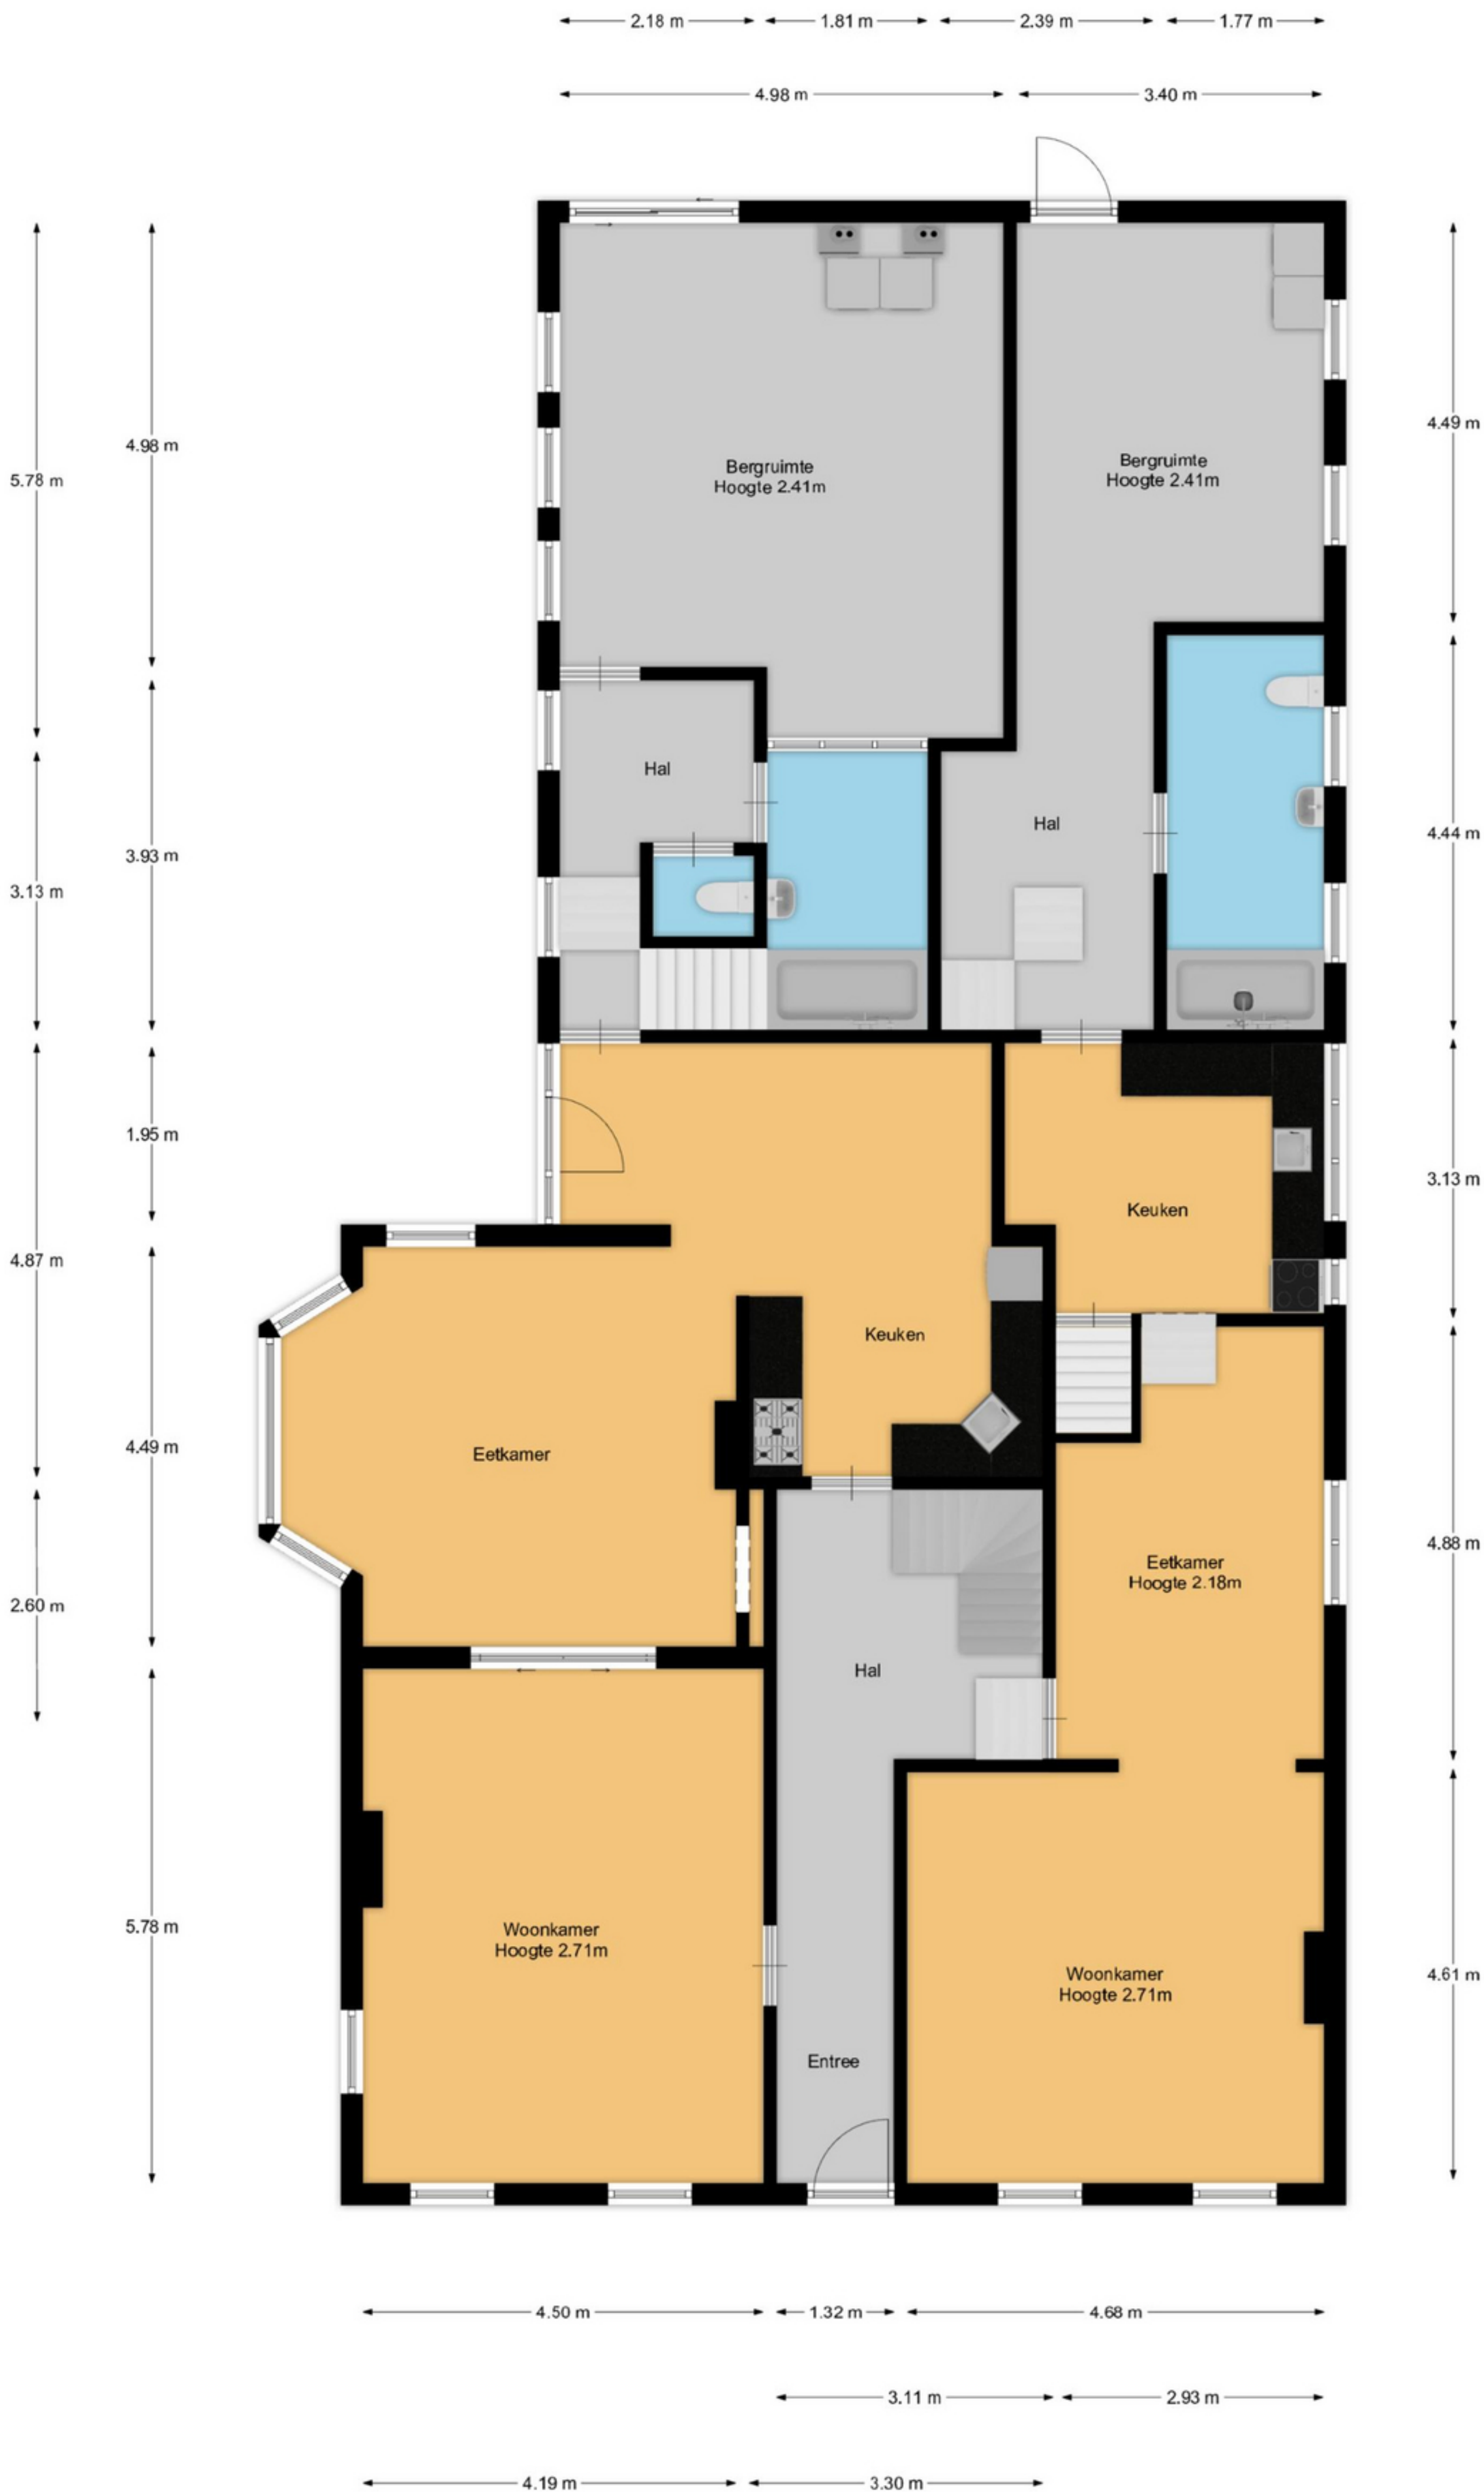 2.18 m 1.81 m 2.39 m 1.77 m
4.98 m 3.40 m
4.49 m
4.98 m
5.78 m
Bergruimte
Hoogte 2.41m
Bergruimte
Hoogte 2.41m
Hal
Hal
4.44 m
3.93 m
3.13 m
1.95 m
3.13 m
Keuken
4.87 m
Keuken
4.49 m
Eetkamer
4.88 m
Eetkamer
Hoogte 2.18m
2.60 m
Hal
5.78 m
Woonkamer
Hoogte 2.71m
Woonkamer
Hoogte 2.71m
4.61 m
Entree
4.50 m 1.32 m 4.68 m
3.11 m 2.93 m
4.19 m 3.30 m